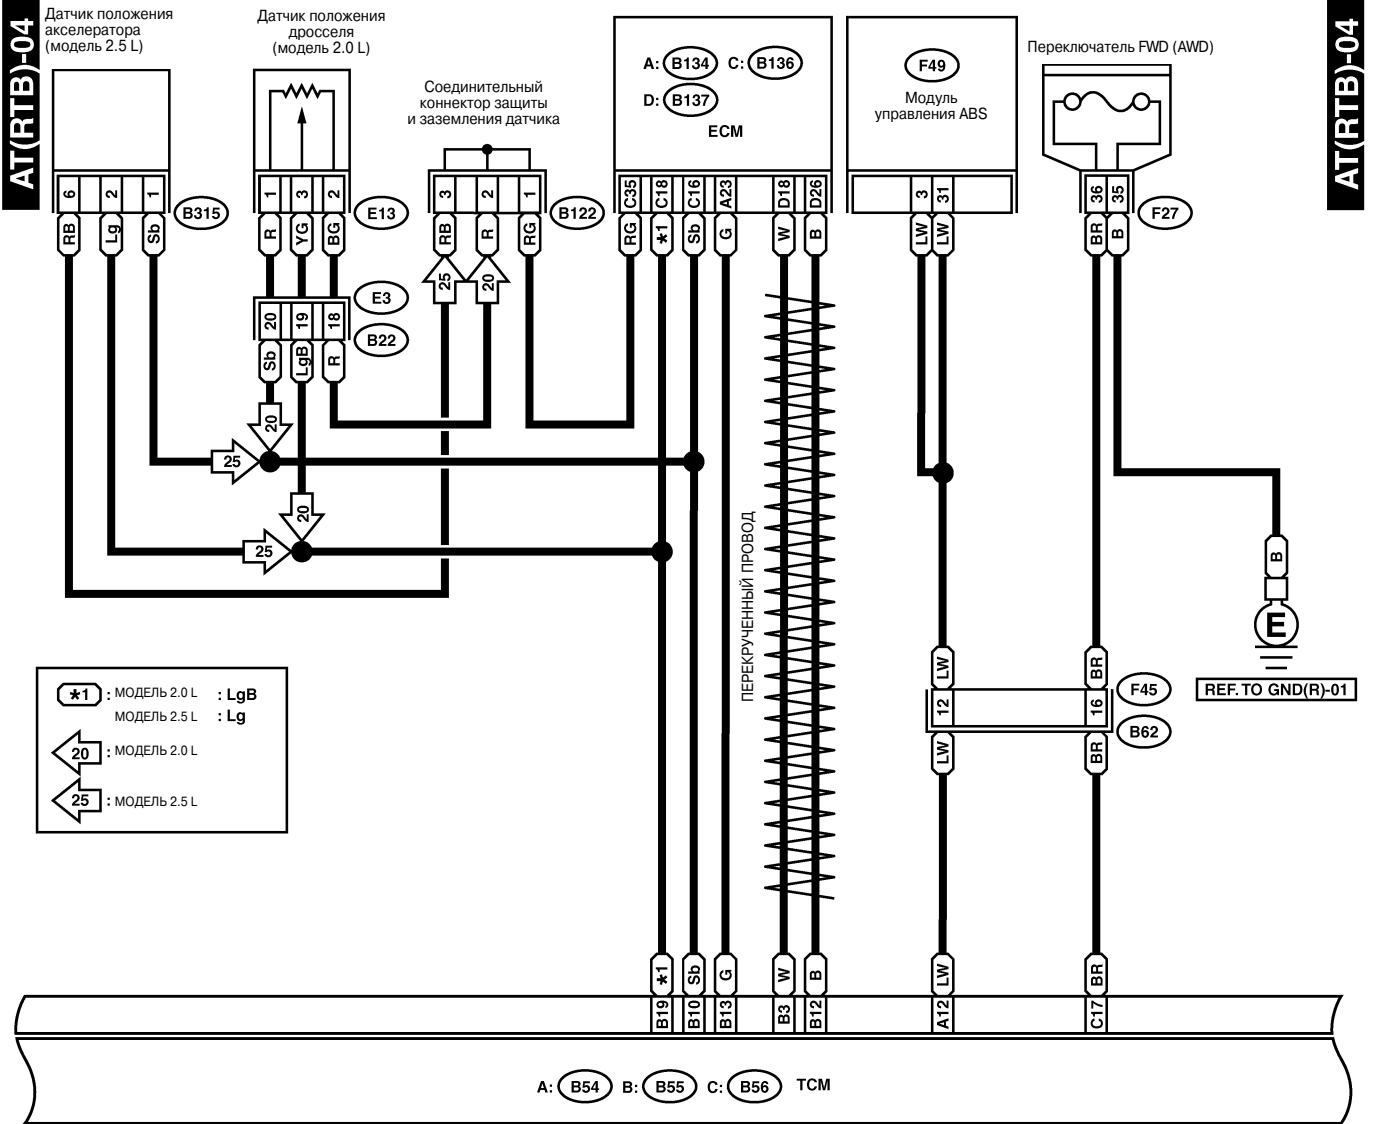 AT(RTB)-04
Датчик положения
акселератора
(модель 2.5 L)
Датчик положения
дросселя
(модель 2.0 L)
Соединительный
коннектор защиты
и заземления датчика
A: B134 C: B136
D: B137
ECM
F49
Модуль
управления ABS
Переключатель FWD (AWD)
AT(RTB)-04
6 2 1
B315
1 3 2
E13
3 2 1
B122
C35 C18 C16 A23 D18 D26
3 31
36 35
F27
RB Lg Sb
R YG BG
RB R RG
RG *1 Sb G W B
LW LW
BR B
25 20
E3
20 19 18
B22
Sb LgB R
20
25
20
25
ПЕРЕКРУЧЕННЫЙ ПРОВОД
B
E
REF. TO GND(R)-01
LW BR
F45
12 16
B62
LW BR
*1 : МОДЕЛЬ 2.0 L : LgB
МОДЕЛЬ 2.5 L : Lg
20 : МОДЕЛЬ 2.0 L
25 : МОДЕЛЬ 2.5 L
*1 Sb G W B LW BR
B19 B10 B13 B3 B12 A12 C17
A: B54 B: B55 C: B56 TCM